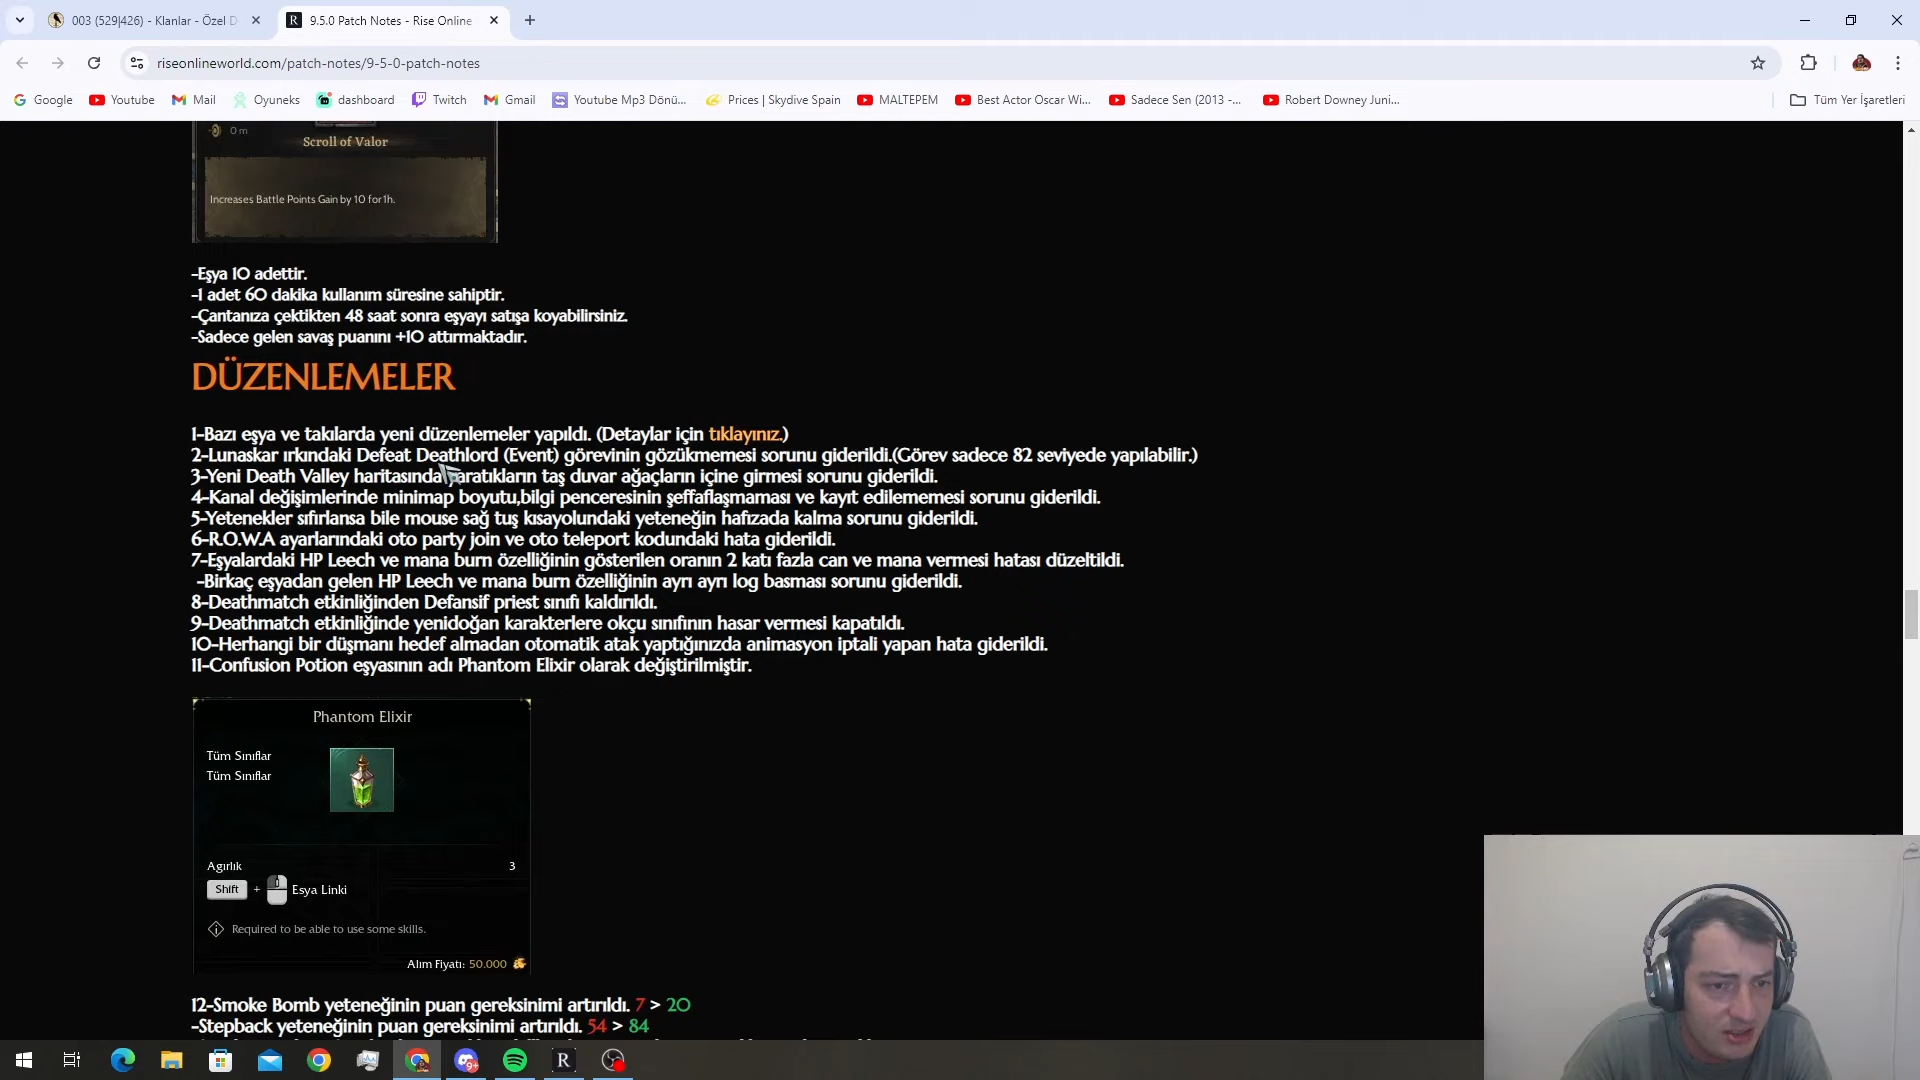 003 (529|426) - Klanlar - Özel D
9.5.0 Patch Notes - Rise Online
riseonlineworld.com/patch-notes/9-5-0-patch-notes
Google
Youtube
Mail
Oyuneks
dashboard
Twitch
Gmail
Youtube Mp3 Dönü...
Prices | Skydive Spain
MALTEPEM
Best Actor Oscar Wi...
Sadece Sen (2013 -...
Robert Downey Juni...
Tüm Yer İşaretleri
0 m
Scroll of Valor
Increases Battle Points Gain by 10 for 1h.
-Eşya 10 adettir.
-1 adet 60 dakika kullanım süresine sahiptir.
-Çantanıza çektikten 48 saat sonra eşyayı satışa koyabilirsiniz.
-Sadece gelen savaş puanını +10 attırmaktadır.
DÜZENLEMELER
1-Bazı eşya ve takılarda yeni düzenlemeler yapıldı. (Detaylar için tıklayınız.)
2-Lunaskar ırkındaki Defeat Deathlord (Event) görevinin gözükmemesi sorunu giderildi.(Görev sadece 82 seviyede yapılabilir.)
3-Yeni Death Valley haritasında yaratıkların taş duvar ağaçların içine girmesi sorunu giderildi.
4-Kanal değişimlerinde minimap boyutu,bilgi penceresinin şeffaflaşmaması ve kayıt edilememesi sorunu giderildi.
5-Yetenekler sıfırlansa bile mouse sağ tuş kısayolundaki yeteneğin hafızada kalma sorunu giderildi.
6-R.O.W.A ayarlarındaki oto party join ve oto teleport kodundaki hata giderildi.
7-Eşyalardaki HP Leech ve mana burn özelliğinin gösterilen oranın 2 katı fazla can ve mana vermesi hatası düzeltildi.
-Birkaç eşyadan gelen HP Leech ve mana burn özelliğinin ayrı ayrı log basması sorunu giderildi.
8-Deathmatch etkinliğinden Defansif priest sınıfı kaldırıldı.
9-Deathmatch etkinliğinde yenidoğan karakterlere okçu sınıfının hasar vermesi kapatıldı.
10-Herhangi bir düşmanı hedef almadan otomatik atak yaptığınızda animasyon iptali yapan hata giderildi.
11-Confusion Potion eşyasının adı Phantom Elixir olarak değiştirilmiştir.
Phantom Elixir
Tüm Sınıflar
Tüm Sınıflar
Agırlık 3
Shift + Esya Linki
Required to be able to use some skills.
Alım Fiyatı: 50.000
12-Smoke Bomb yeteneğinin puan gereksinimi artırıldı. 7 > 20
-Stepback yeteneğinin puan gereksinimi artırıldı. 54 > 84